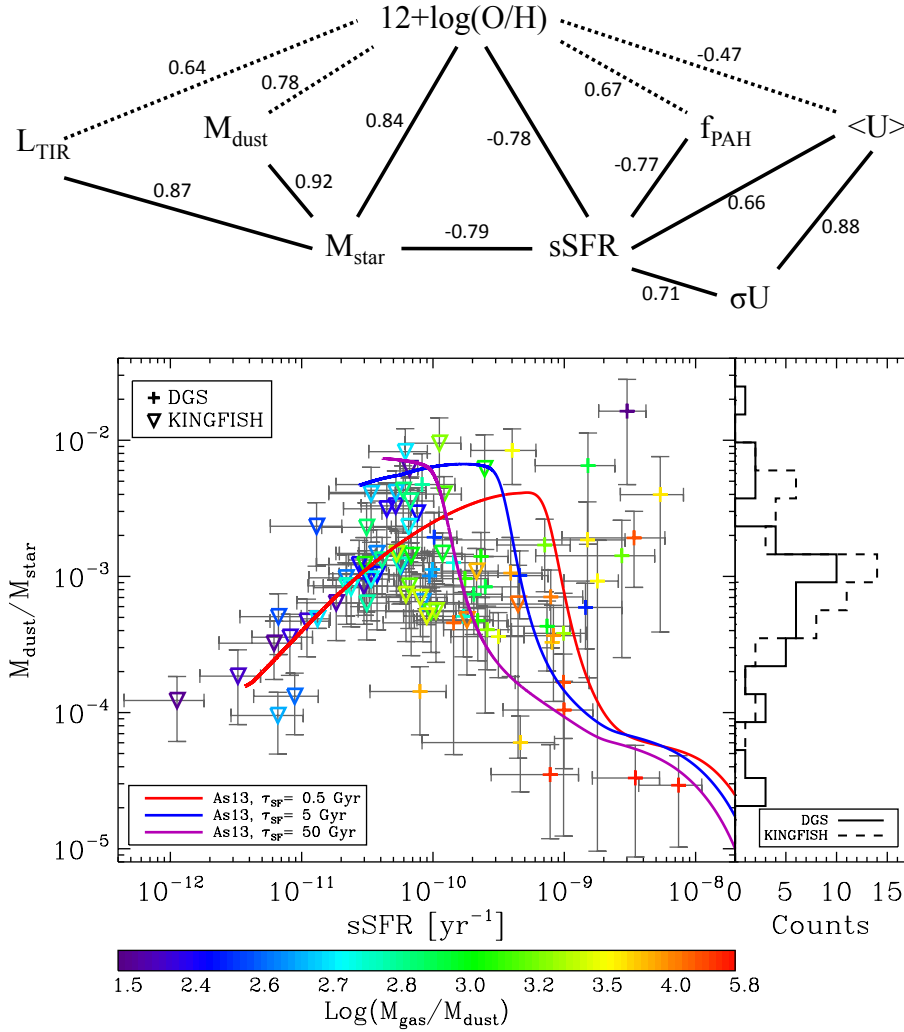 12+log(O/H)
0.64
0.78
0.84
-0.78
0.67
-0.47
L_TIR
M_dust
f_PAH
<U>
0.87
0.92
-0.77
0.66
0.88
M_star
-0.79
sSFR
0.71
σU
DGS
KINGFISH
10^-2
10^-3
10^-4
10^-5
M_dust/M_star
As13, τ_SF= 0.5 Gyr
As13, τ_SF= 5 Gyr
As13, τ_SF= 50 Gyr
DGS
KINGFISH
10^-12 10^-11 10^-10 10^-9 10^-8
0 5 10 15
sSFR [yr^-1]
Counts
1.5 2.4 2.6 2.7 2.8 3.0 3.2 3.5 4.0 5.8
Log(M_gas/M_dust)